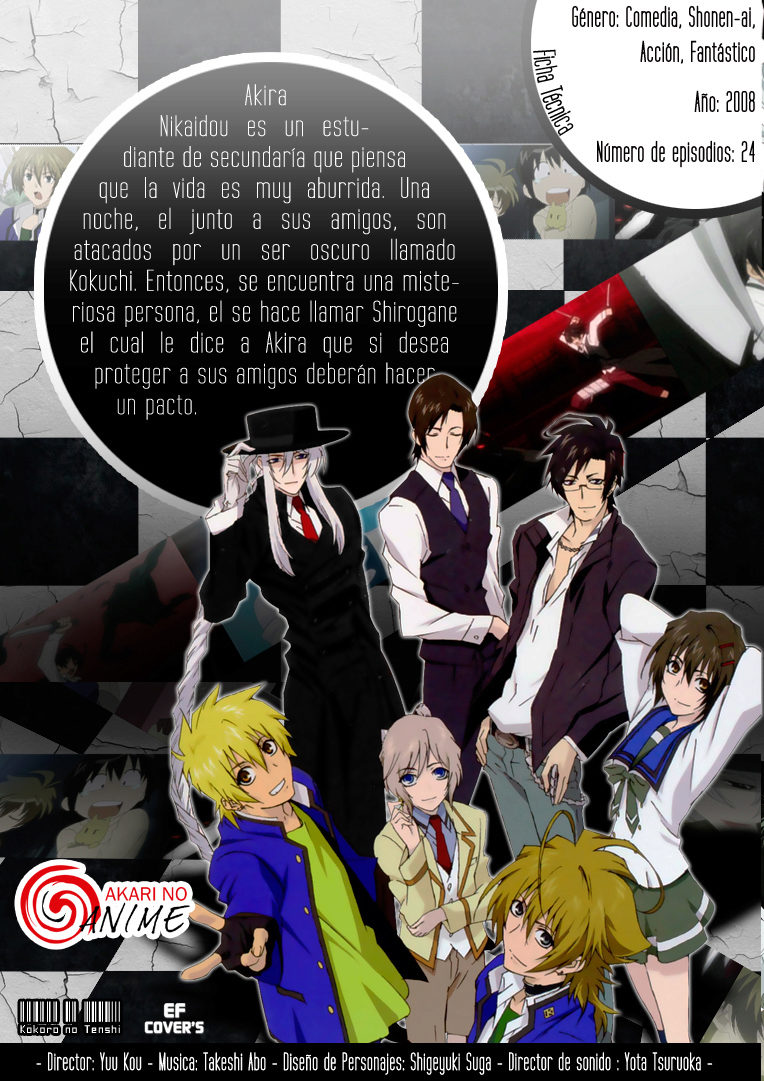 Género: Comedia, Shonen-ai,
Acción, Fantástico
Año: 2008
Número de episodios: 24
Ficha Técnica
Akira
Nikaidou es un estu-
diante de secundaría que piensa
que la vida es muy aburrida. Una
noche, el junto a sus amigos, son
atacados por un ser oscuro llamado
Kokuchi. Entonces, se encuentra una miste-
riosa persona, el se hace llamar Shirogane
el cual le dice a Akira que si desea
proteger a sus amigos deberán hacer
un pacto.
AKARI NO
ANIME
Kokoro no Tenshi
EF
COVER'S
- Director: Yuu Kou - Musica: Takeshi Abo - Diseño de Personajes: Shigeyuki Suga - Director de sonido : Yota Tsuruoka -